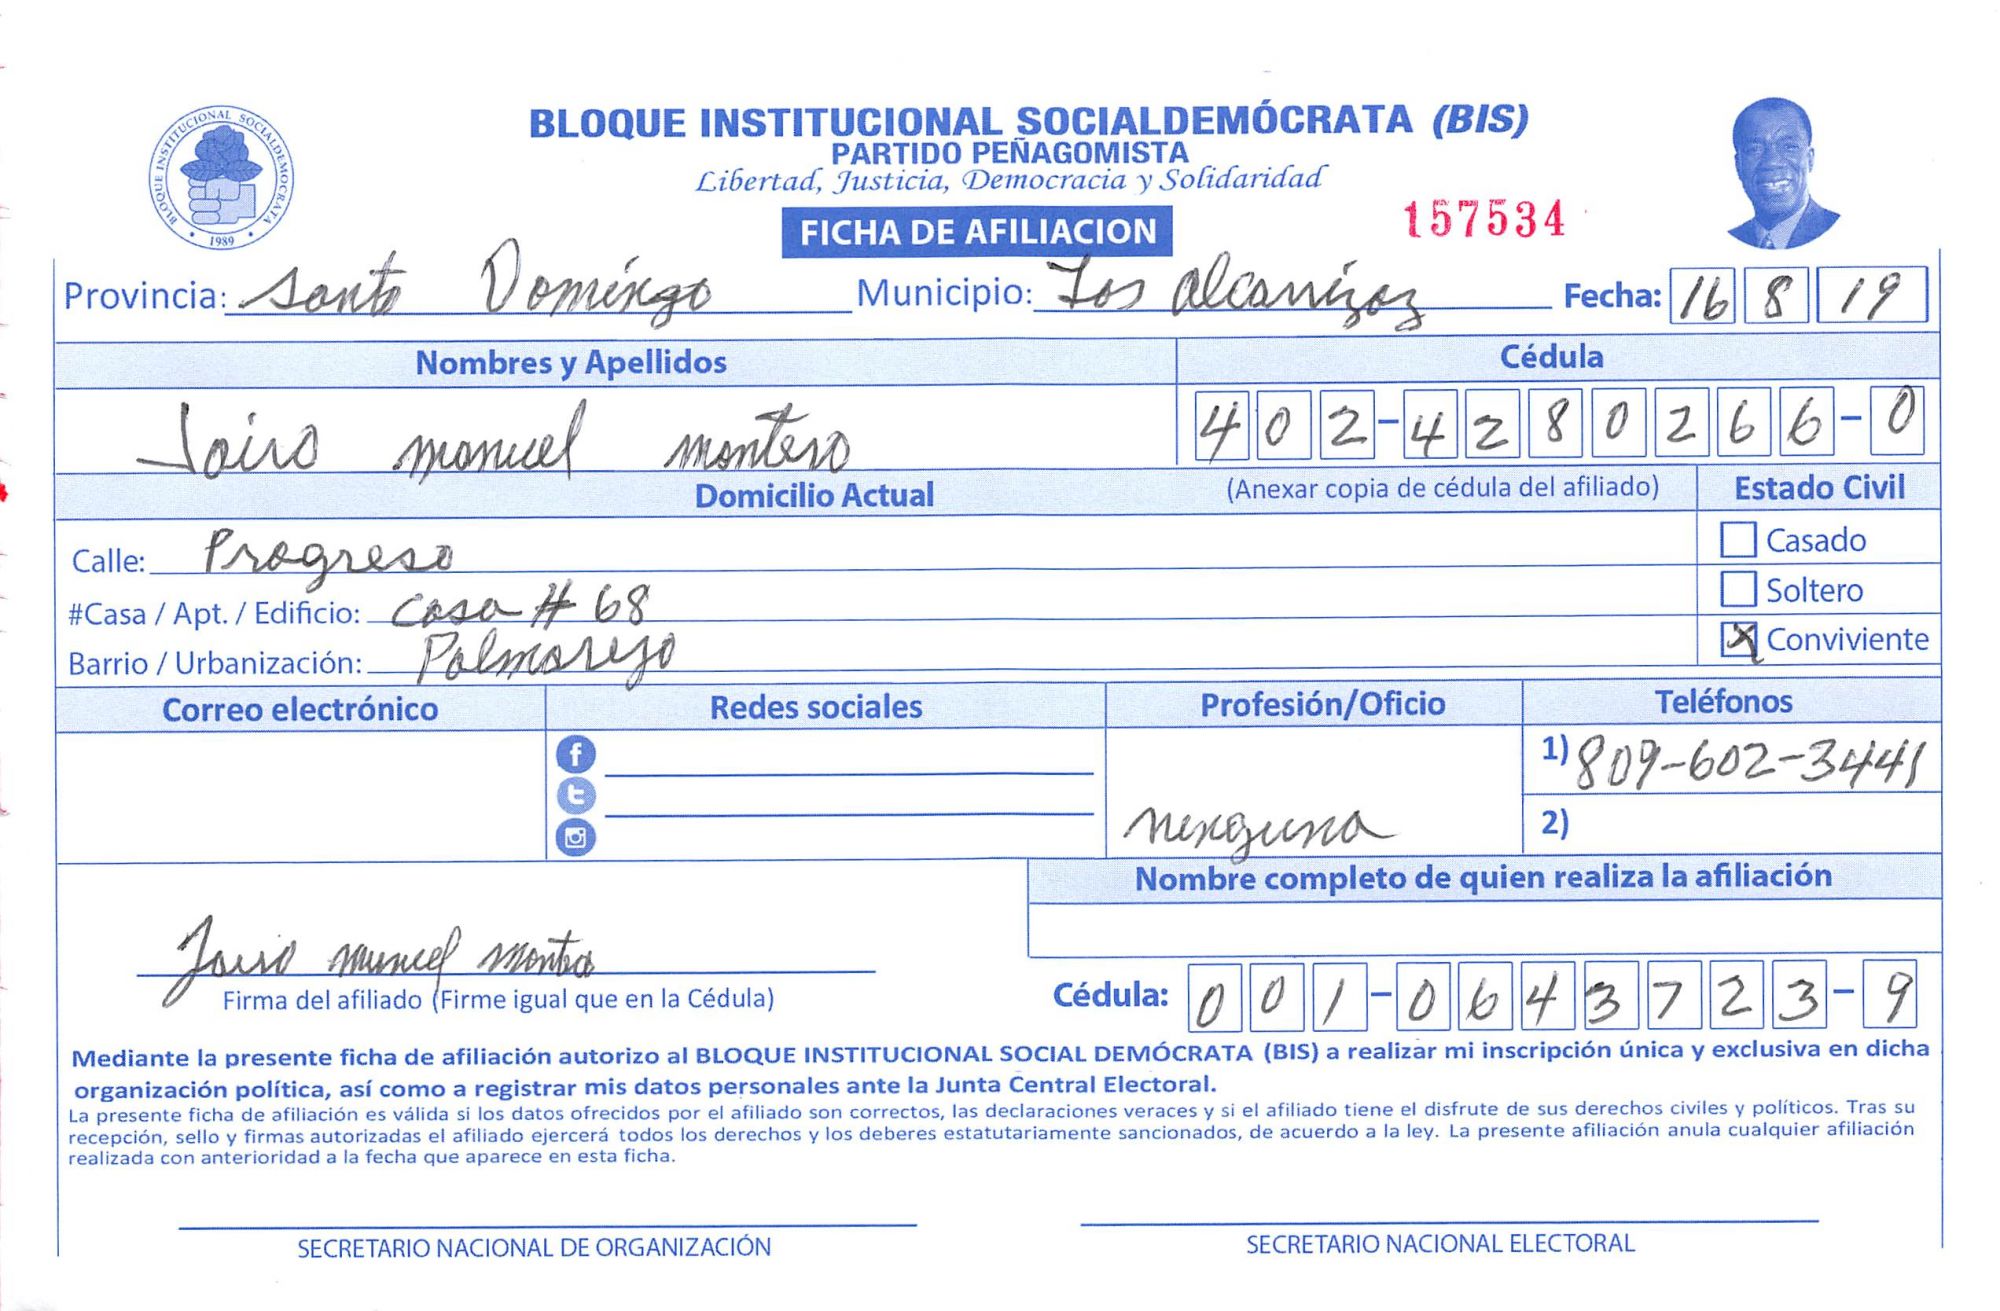 BLOQUE INSTITUCIONAL SOCIALDEMOCRATA
1989
BLOQUE INSTITUCIONAL SOCIALDEMÓCRATA (BIS)
PARTIDO PEÑAGOMISTA
Libertad, Justicia, Democracia y Solidaridad
FICHA DE AFILIACION
157534
Provincia: Santo Domingo Municipio: Los Alcarrizoz Fecha: 16 8 19
Nombres y Apellidos Cédula
Jairo manuel montero 402-4280266-0
Domicilio Actual (Anexar copia de cédula del afiliado) Estado Civil
Calle: Progreso Casado
#Casa / Apt. / Edificio: Casa # 68 Soltero
Barrio / Urbanización: Palmarejo X Conviviente
Correo electrónico Redes sociales Profesión/Oficio Teléfonos
1) 809-602-3441
ninguna 2)
Nombre completo de quien realiza la afiliación
Jairo manuel
Firma del afiliado (Firme igual que en la Cédula) Cédula: 001-0643723-9
Mediante la presente ficha de afiliación autorizo al BLOQUE INSTITUCIONAL SOCIAL DEMÓCRATA (BIS) a realizar mi inscripción única y exclusiva en dicha
organización política, así como a registrar mis datos personales ante la Junta Central Electoral.
La presente ficha de afiliación es válida si los datos ofrecidos por el afiliado son correctos, las declaraciones veraces y si el afiliado tiene el disfrute de sus derechos civiles y políticos. Tras su
recepción, sello y firmas autorizadas el afiliado ejercerá todos los derechos y los deberes estatutariamente sancionados, de acuerdo a la ley. La presente afiliación anula cualquier afiliación
realizada con anterioridad a la fecha que aparece en esta ficha.
SECRETARIO NACIONAL DE ORGANIZACIÓN SECRETARIO NACIONAL ELECTORAL